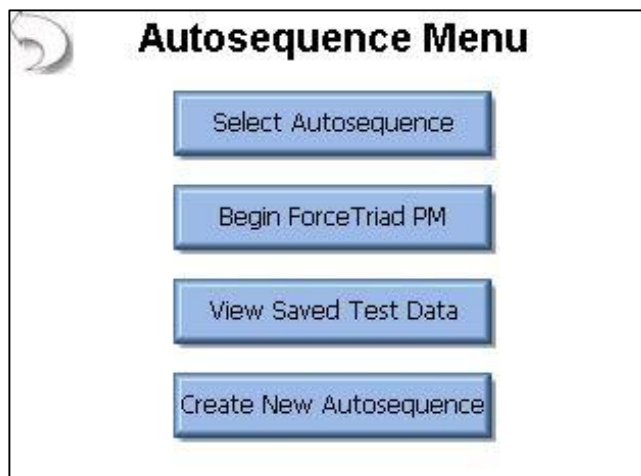 Autosequence Menu
Select Autosequence
Begin ForceTriad PM
View Saved Test Data
Create New Autosequence